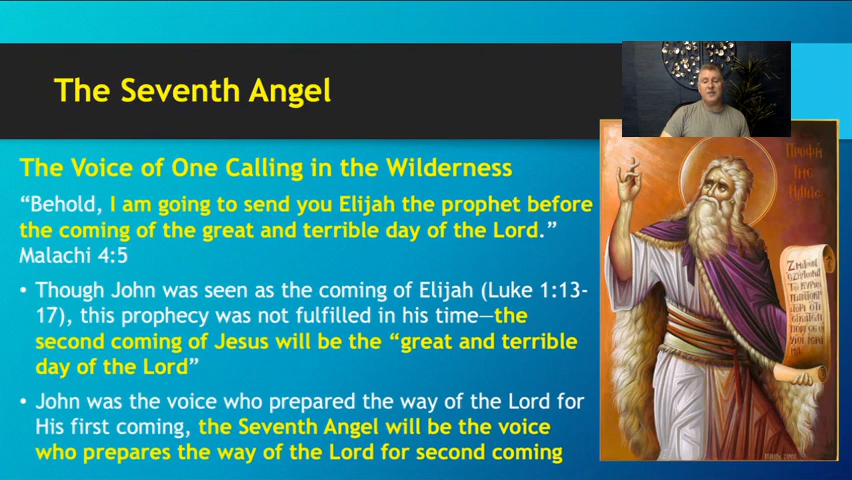 The Seventh Angel
The Voice of One Calling in the Wilderness
“Behold, I am going to send you Elijah the prophet before
the coming of the great and terrible day of the Lord.”
Malachi 4:5
• Though John was seen as the coming of Elijah (Luke 1:13-
17), this prophecy was not fulfilled in his time—the
second coming of Jesus will be the “great and terrible
day of the Lord”
• John was the voice who prepared the way of the Lord for
His first coming, the Seventh Angel will be the voice
who prepares the way of the Lord for second coming